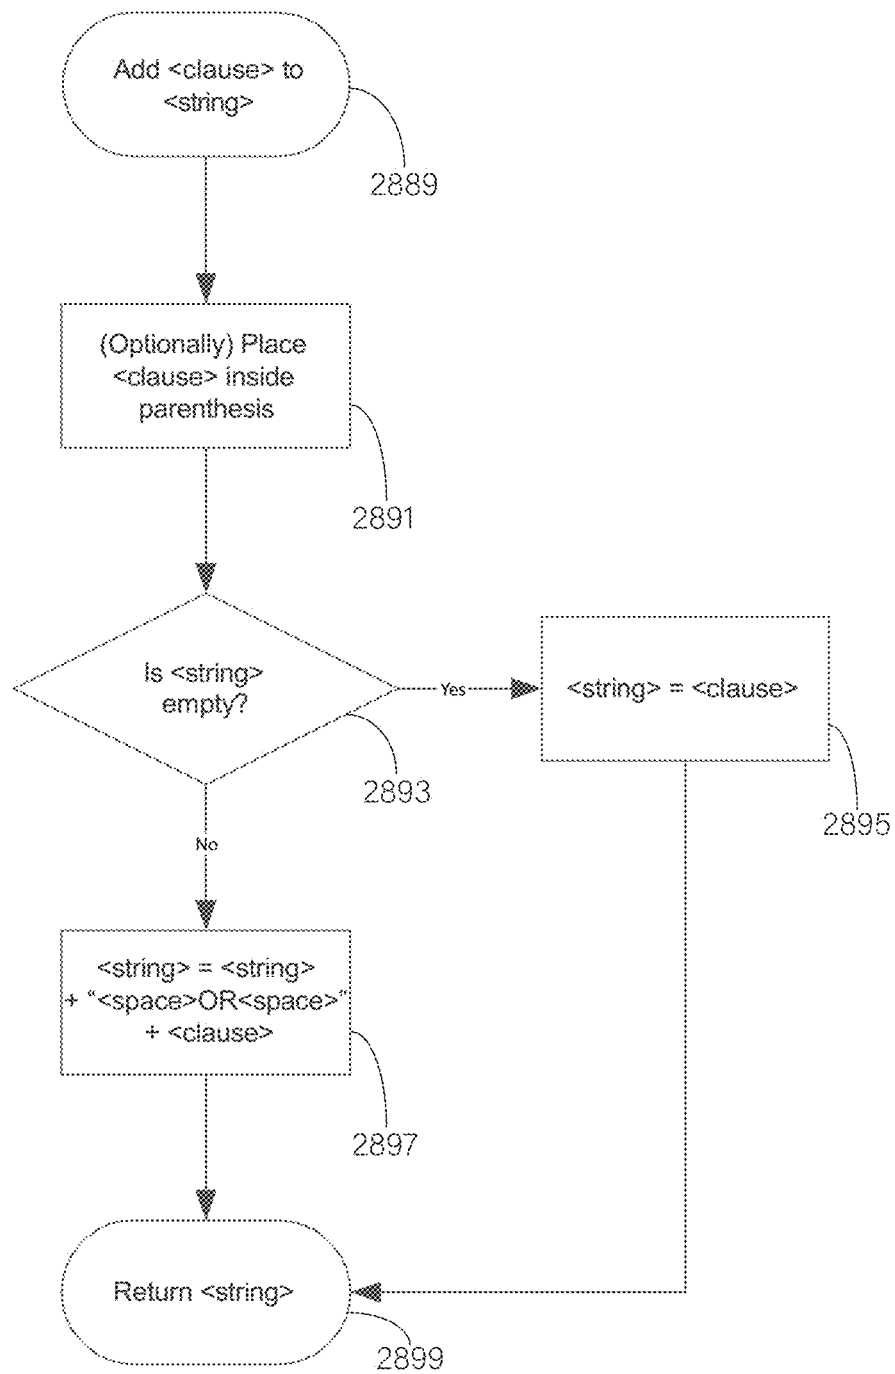 Add <clause> to
<string>
2889
(Optionally) Place
<clause> inside
parenthesis
2891
Is <string>
empty?
2893
Yes
<string> = <clause>
2895
No
<string> = <string>
+ “<space>OR<space>”
+ <clause>
2897
Return <string>
2899